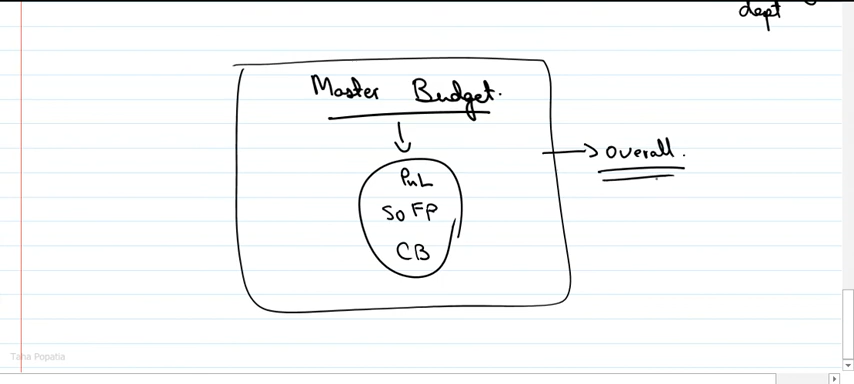 dept
Master Budget.
PnL
SoFP
CB
→ overall.
Taha Popatia